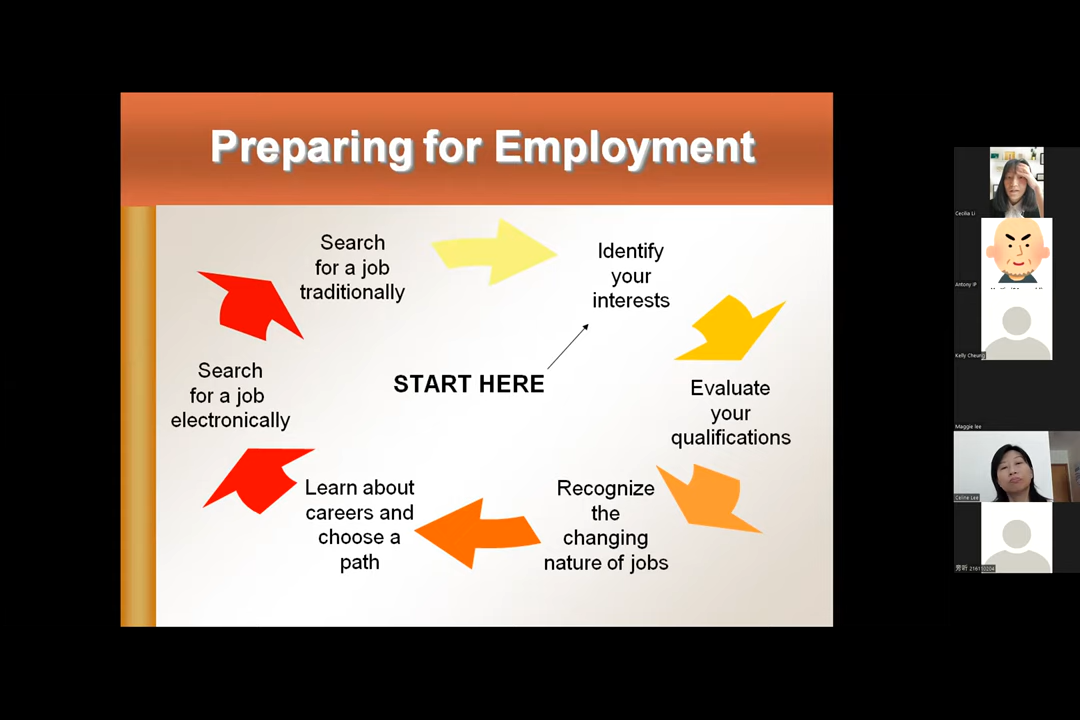 Preparing for Employment
Search
for a job
traditionally
Identify
your
interests
START HERE
Search
for a job
electronically
Evaluate
your
qualifications
Learn about
careers and
choose a
path
Recognize
the
changing
nature of jobs
Cecilia Li
Antony IP
Kelly Cheung
Maggie lee
Celine Lee